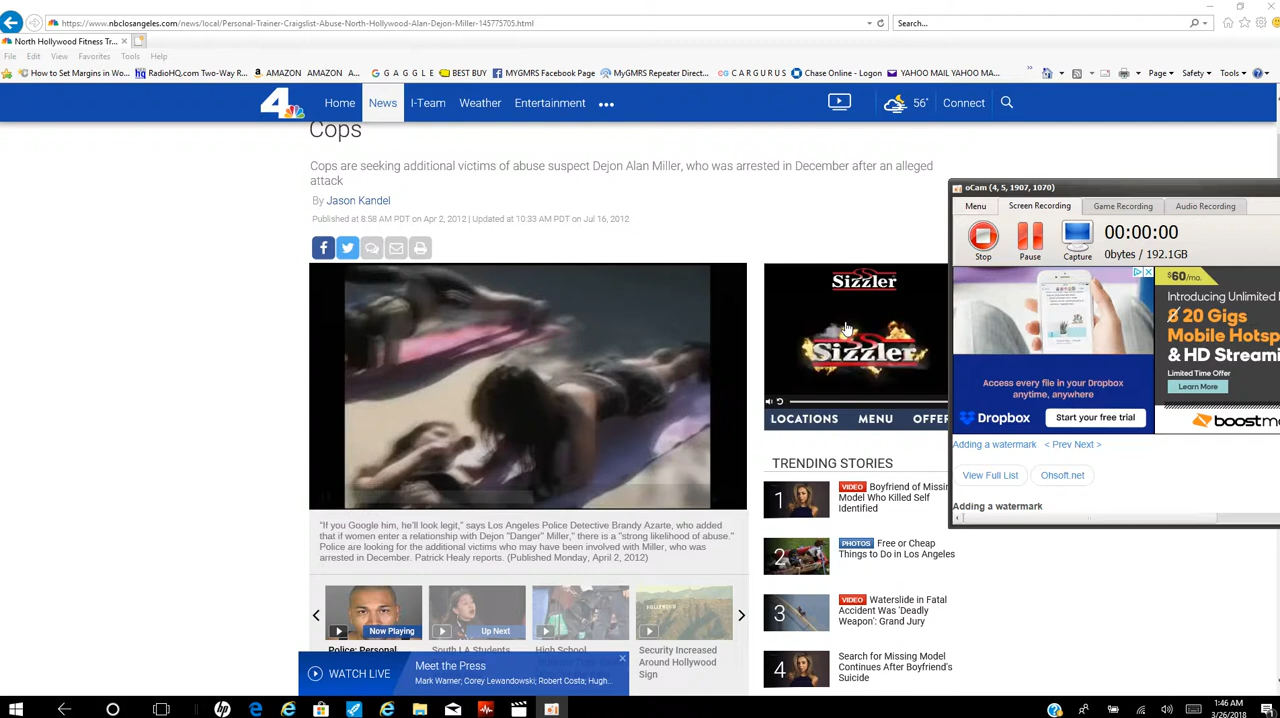 https://www.nbclosangeles.com/news/local/Personal-Trainer-Craigslist-Abuse-North-Hollywood-Alan-Dejon-Miller-145775705.html
Search...
North Hollywood Fitness Tr...
File Edit View Favorites Tools Help
How to Set Margins in Wo... RadioHQ.com Two-Way R... AMAZON AMAZON A... G A G G L E BEST BUY MYGMRS Facebook Page MyGMRS Repeater Direct... C A R G U R U S Chase Online - Logon YAHOO MAIL YAHOO MA... Page Safety Tools
4 Home News I-Team Weather Entertainment ••• 56° Connect
Cops
Cops are seeking additional victims of abuse suspect Dejon Alan Miller, who was arrested in December after an alleged
attack
By Jason Kandel
Published at 8:58 AM PDT on Apr 2, 2012 | Updated at 10:33 AM PDT on Jul 16, 2012
"If you Google him, he'll look legit," says Los Angeles Police Detective Brandy Azarte, who added
that if women enter a relationship with Dejon "Danger" Miller," there is a "strong likelihood of abuse."
Police are looking for the additional victims who may have been involved with Miller, who was
arrested in December. Patrick Healy reports. (Published Monday, April 2, 2012)
Now Playing
Up Next
HOLLYWOOD
Police: Personal
South LA Students
High School
Security Increased
Around Hollywood
Sign
WATCH LIVE
Meet the Press
Mark Warner; Corey Lewandowski; Robert Costa; Hugh...
Sizzler
Sizzler
LOCATIONS MENU OFFER
TRENDING STORIES
1
VIDEO Boyfriend of Missin
Model Who Killed Self
Identified
2
PHOTOS Free or Cheap
Things to Do in Los Angeles
3
VIDEO Waterslide in Fatal
Accident Was 'Deadly
Weapon': Grand Jury
4
Search for Missing Model
Continues After Boyfriend's
Suicide
oCam (4, 5, 1907, 1070)
Menu Screen Recording Game Recording Audio Recording
Stop Pause Capture
00:00:00
0bytes / 192.1GB
Access every file in your Dropbox
anytime, anywhere
Dropbox Start your free trial
$60/mo.
Introducing Unlimited
8 20 Gigs
Mobile Hotsp
& HD Streami
Limited Time Offer
Learn More
boostmo
Adding a watermark < Prev Next >
View Full List Ohsoft.net
Adding a watermark
1:46 AM
3/26/2018